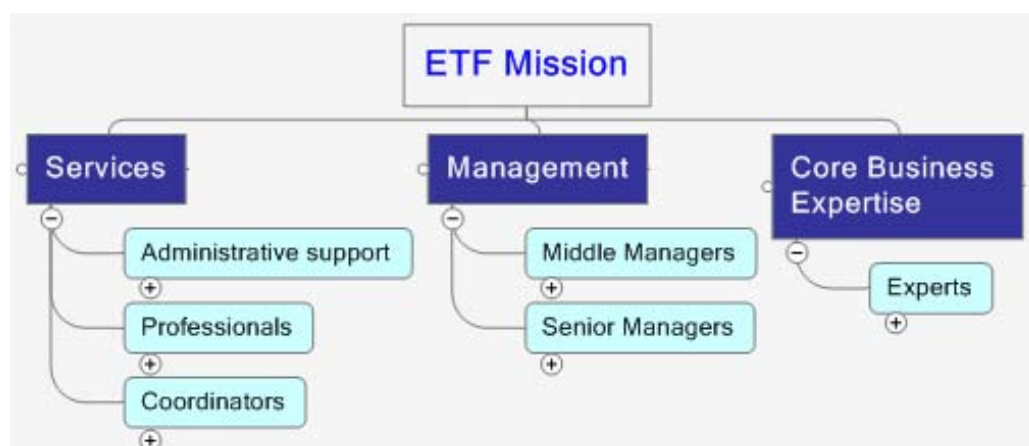 ETF Mission
Services
Management
Core Business
Expertise
Administrative support
Professionals
Coordinators
Middle Managers
Senior Managers
Experts